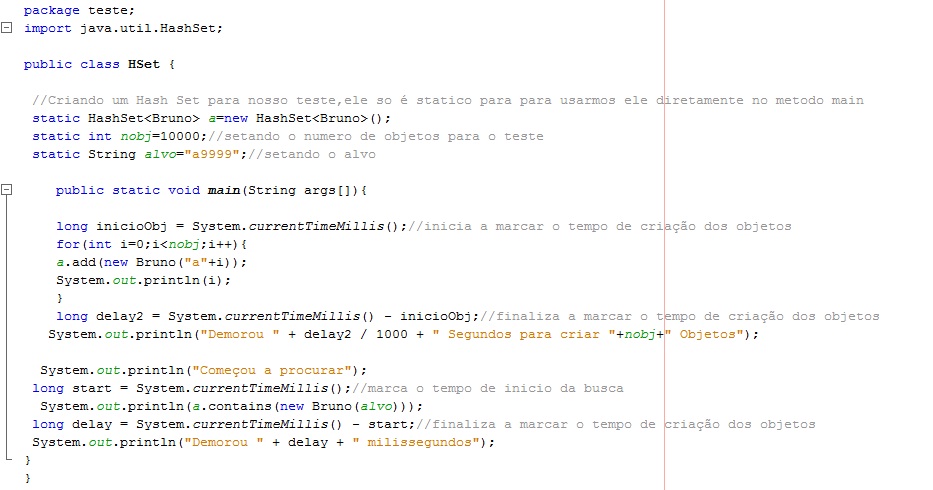 package teste;
import java.util.HashSet;
public class HSet {
//Criando um Hash Set para nosso teste,ele so é statico para para usarmos ele diretamente no metodo main
static HashSet<Bruno> a=new HashSet<Bruno>();
static int nobj=10000;//setando o numero de objetos para o teste
static String alvo="a9999";//setando o alvo
public static void main(String args[]){
long inicioObj = System.currentTimeMillis();//inicia a marcar o tempo de criação dos objetos
for(int i=0;i<nobj;i++){
a.add(new Bruno("a"+i));
System.out.println(i);
}
long delay2 = System.currentTimeMillis() - inicioObj;//finaliza a marcar o tempo de criação dos objetos
System.out.println("Demorou " + delay2 / 1000 + " Segundos para criar "+nobj+" Objetos");
System.out.println("Começou a procurar");
long start = System.currentTimeMillis();//marca o tempo de inicio da busca
System.out.println(a.contains(new Bruno(alvo)));
long delay = System.currentTimeMillis() - start;//finaliza a marcar o tempo de criação dos objetos
System.out.println("Demorou " + delay + " milissegundos");
}
}